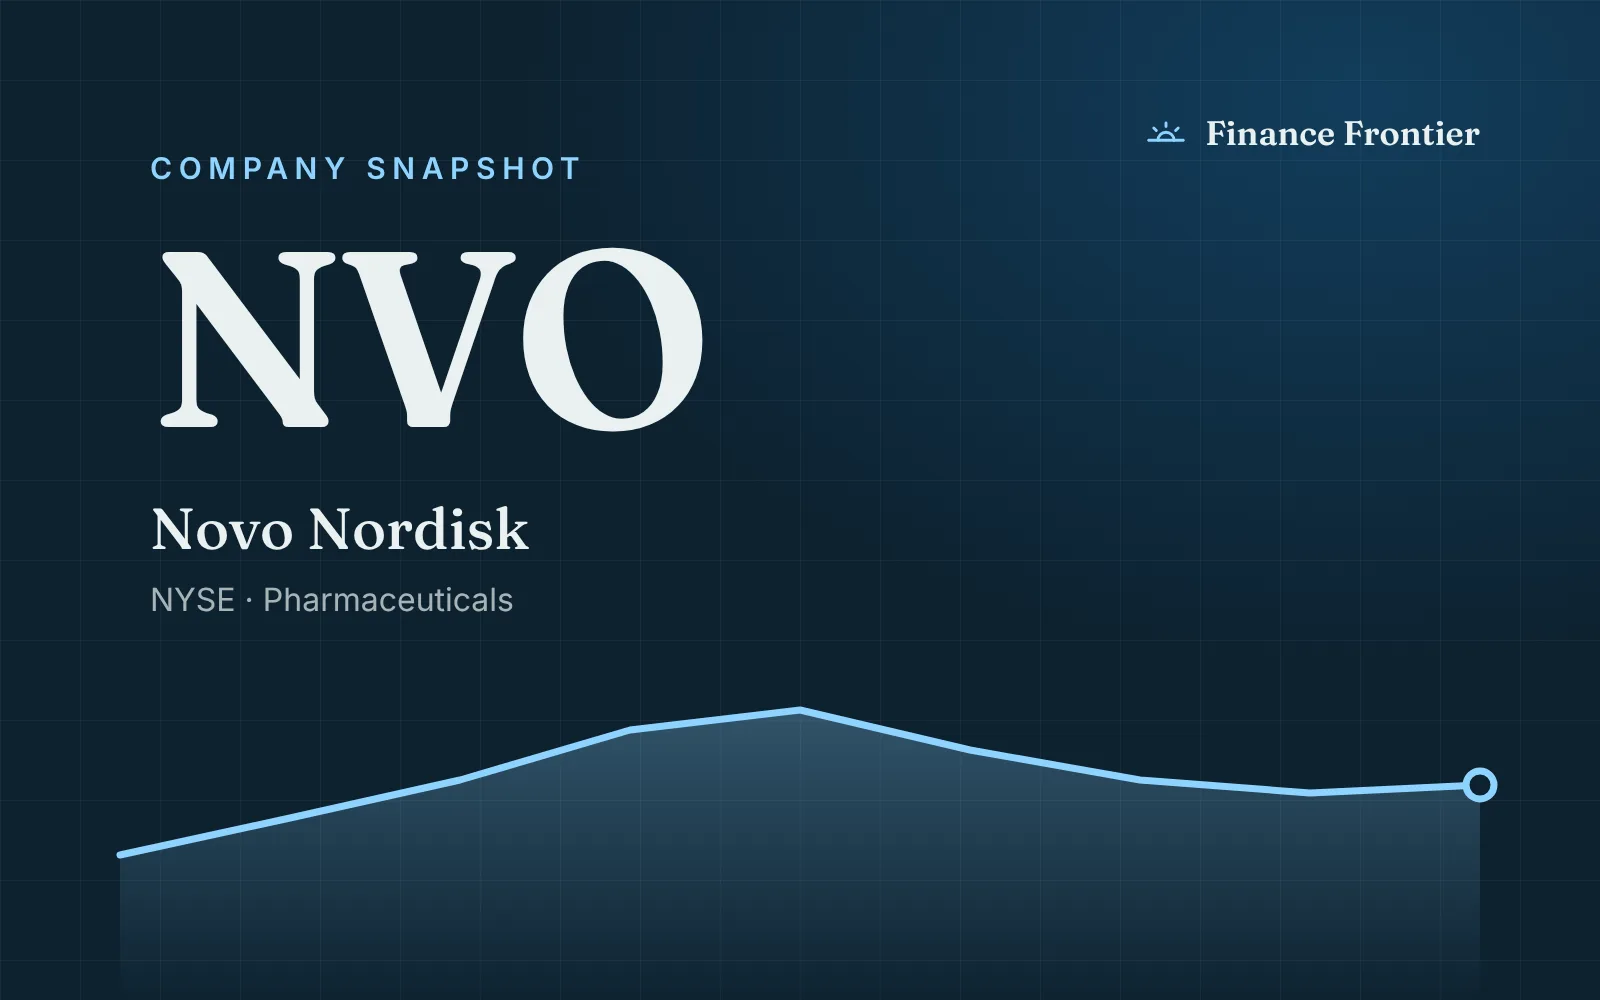 Finance Frontier
COMPANY SNAPSHOT
NVO
Novo Nordisk
NYSE · Pharmaceuticals